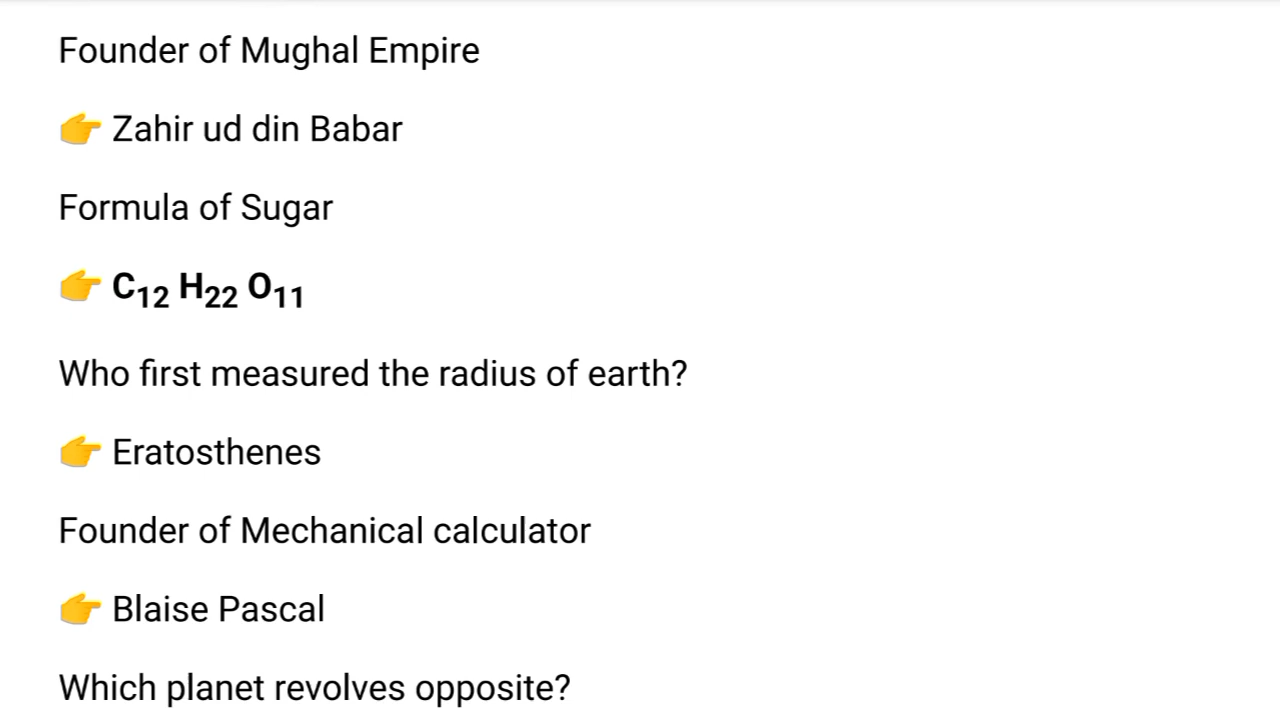 Founder of Mughal Empire
👉 Zahir ud din Babar
Formula of Sugar
👉 C₁₂ H₂₂ O₁₁
Who first measured the radius of earth?
👉 Eratosthenes
Founder of Mechanical calculator
👉 Blaise Pascal
Which planet revolves opposite?